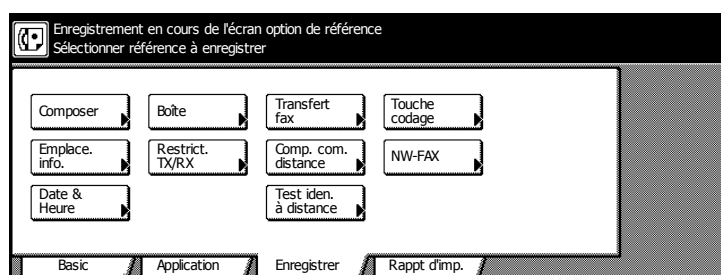 Enregistrement en cours de l'écran option de référence
Sélectionner référence à enregistrer
Composer
Boîte
Transfert
fax
Touche
codage
Emplace.
info.
Restrict.
TX/RX
Comp. com.
distance
NW-FAX
Date &
Heure
Test iden.
à distance
Basic
Application
Enregistrer
Rappt d'imp.